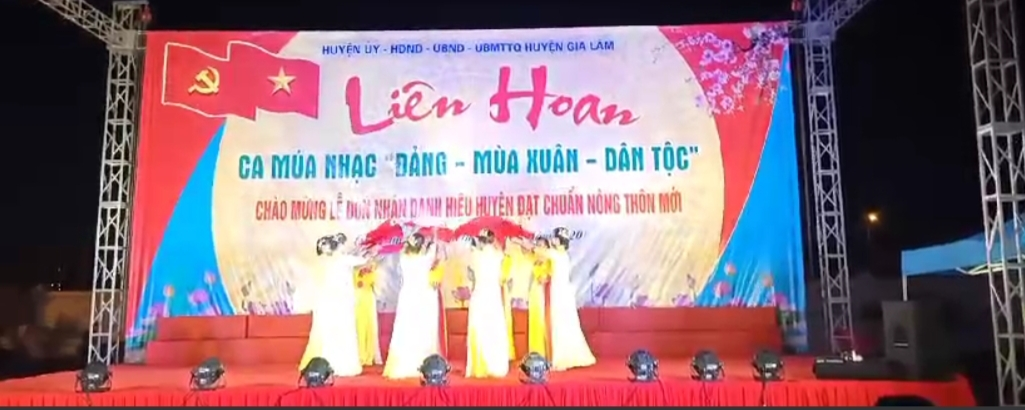 HUYỆN ỦY - HĐND - UBND - UBMTTQ HUYỆN GIA LÂM
Liên Hoan
CA MÚA NHẠC "ĐẢNG - MÙA XUÂN - DÂN TỘC"
CHÀO MỪNG LỄ ĐÓN NHẬN DANH HIỆU HUYỆN ĐẠT CHUẨN NÔNG THÔN MỚI